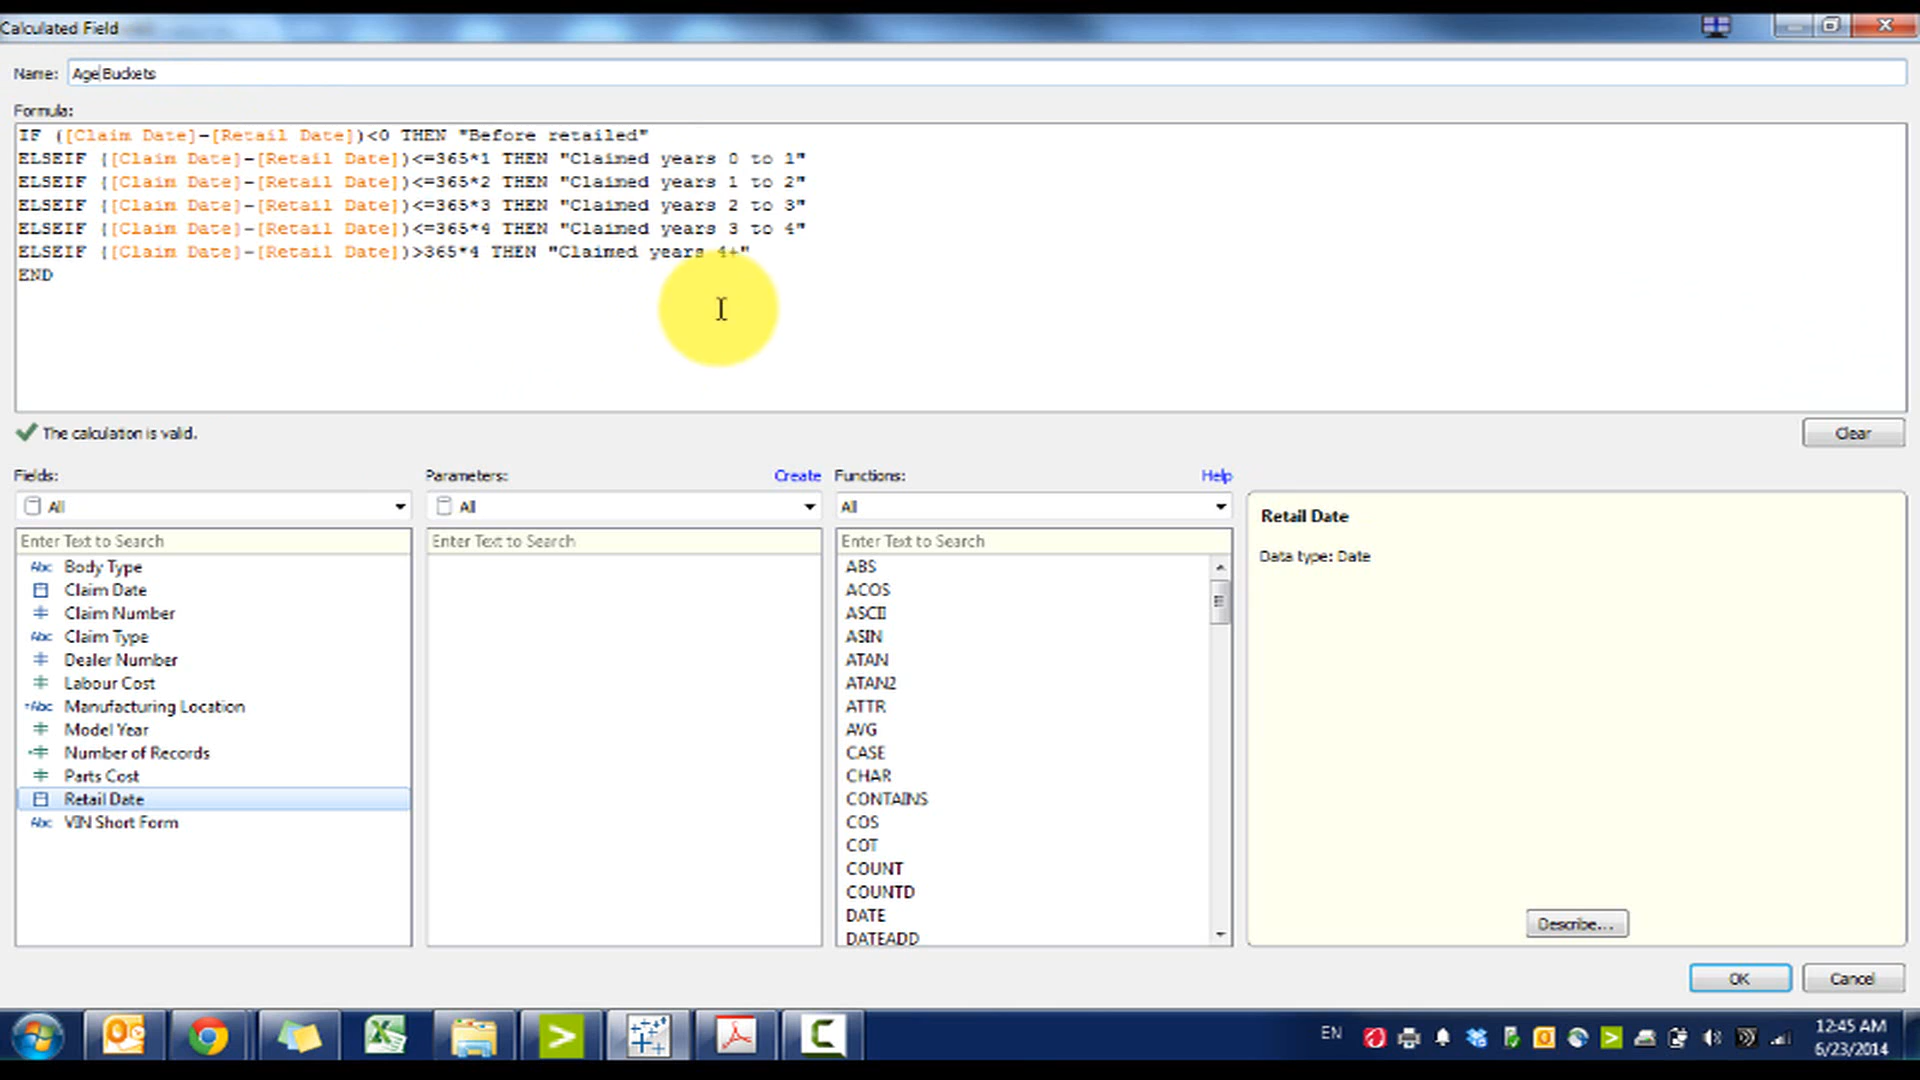 Calculated Field
Name: Age Buckets
Formula:
IF ([Claim Date]-[Retail Date])<0 THEN "Before retailed"
ELSEIF ([Claim Date]-[Retail Date])<=365*1 THEN "Claimed years 0 to 1"
ELSEIF ([Claim Date]-[Retail Date])<=365*2 THEN "Claimed years 1 to 2"
ELSEIF ([Claim Date]-[Retail Date])<=365*3 THEN "Claimed years 2 to 3"
ELSEIF ([Claim Date]-[Retail Date])<=365*4 THEN "Claimed years 3 to 4"
ELSEIF ([Claim Date]-[Retail Date])>365*4 THEN "Claimed years 4+"
END
The calculation is valid.
Clear
Fields:
All
Enter Text to Search
Abc Body Type
Claim Date
Claim Number
Abc Claim Type
Dealer Number
Labour Cost
=Abc Manufacturing Location
Model Year
Number of Records
Parts Cost
Retail Date
Abc VIN Short Form
Parameters: Create
All
Enter Text to Search
Functions: Help
All
Enter Text to Search
ABS
ACOS
ASCII
ASIN
ATAN
ATAN2
ATTR
AVG
CASE
CHAR
CONTAINS
COS
COT
COUNT
COUNTD
DATE
DATEADD
Retail Date
Data type: Date
Describe...
OK Cancel
EN
12:45 AM
6/23/2014